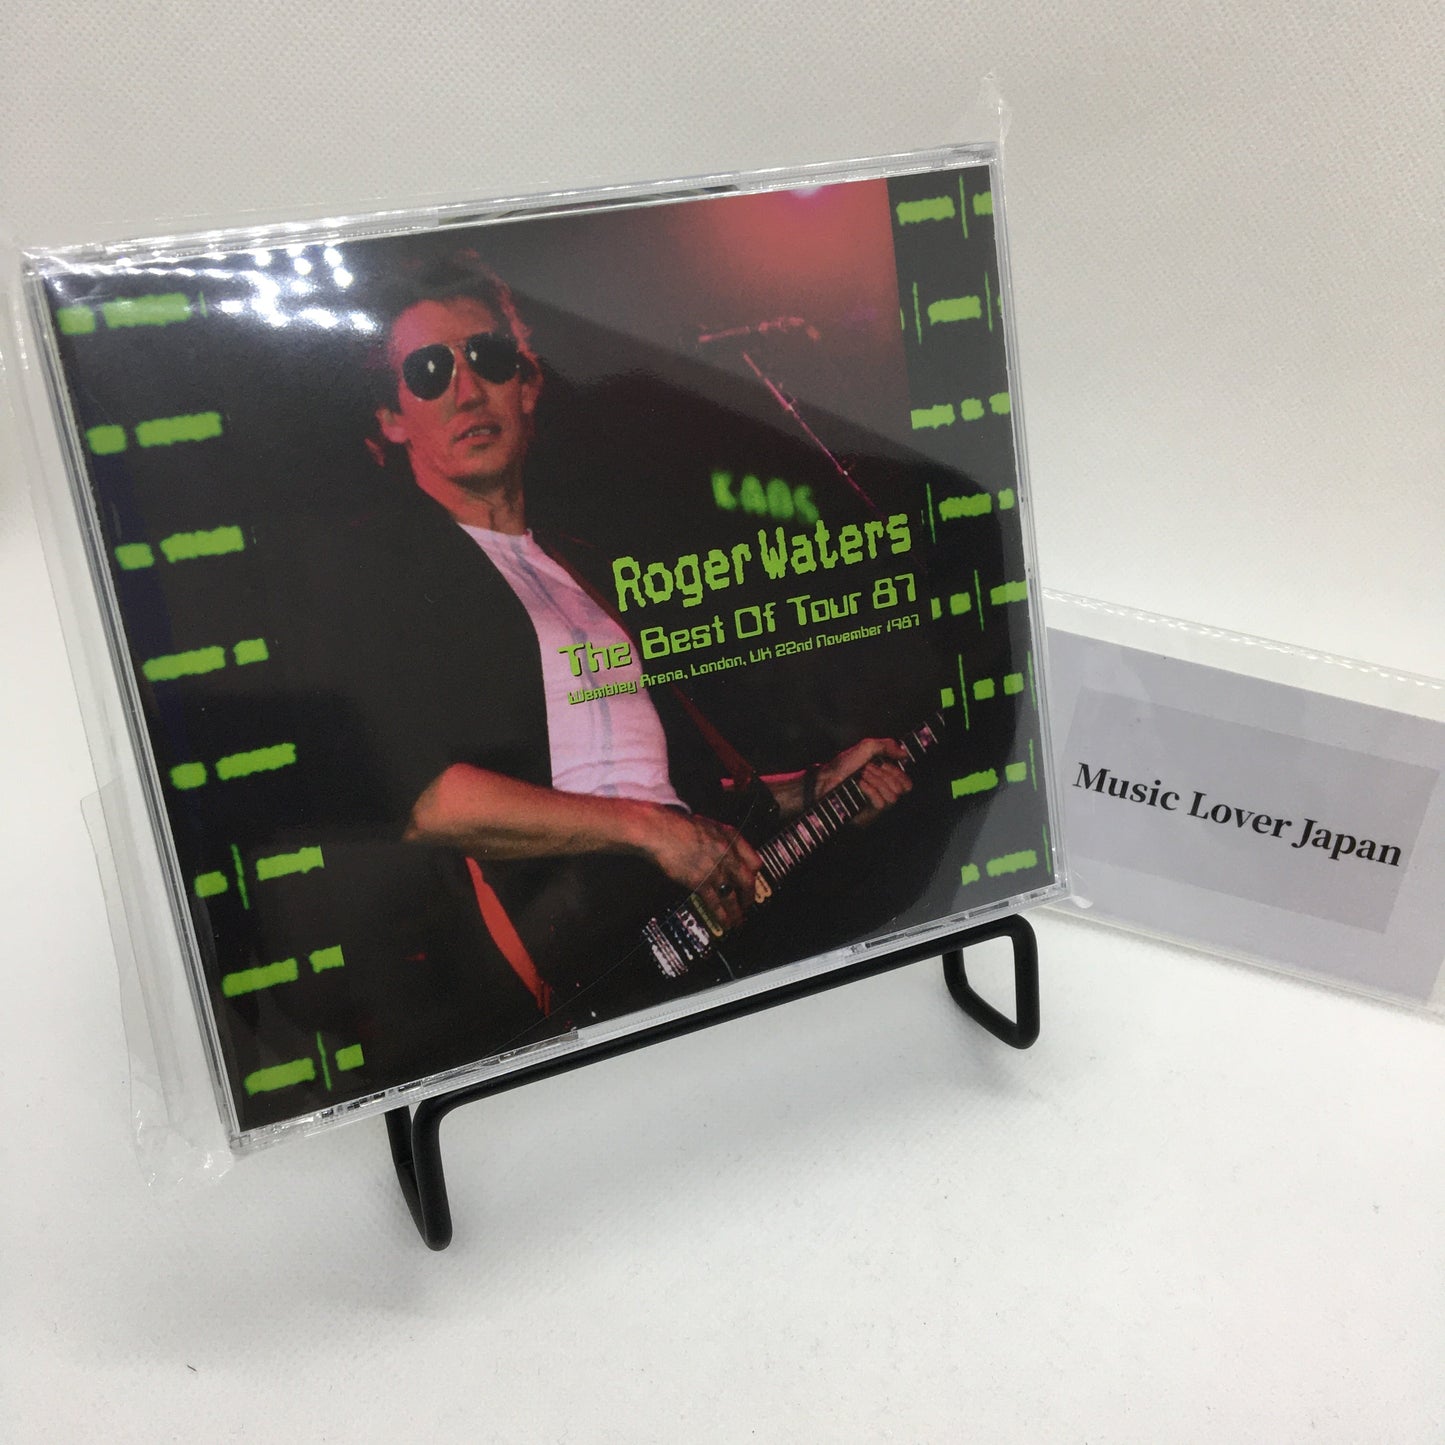 KAOS
Roger Waters
The Best Of Tour 87
Wembley Arena, London, UK 22nd November 1987
Music Lover Japan